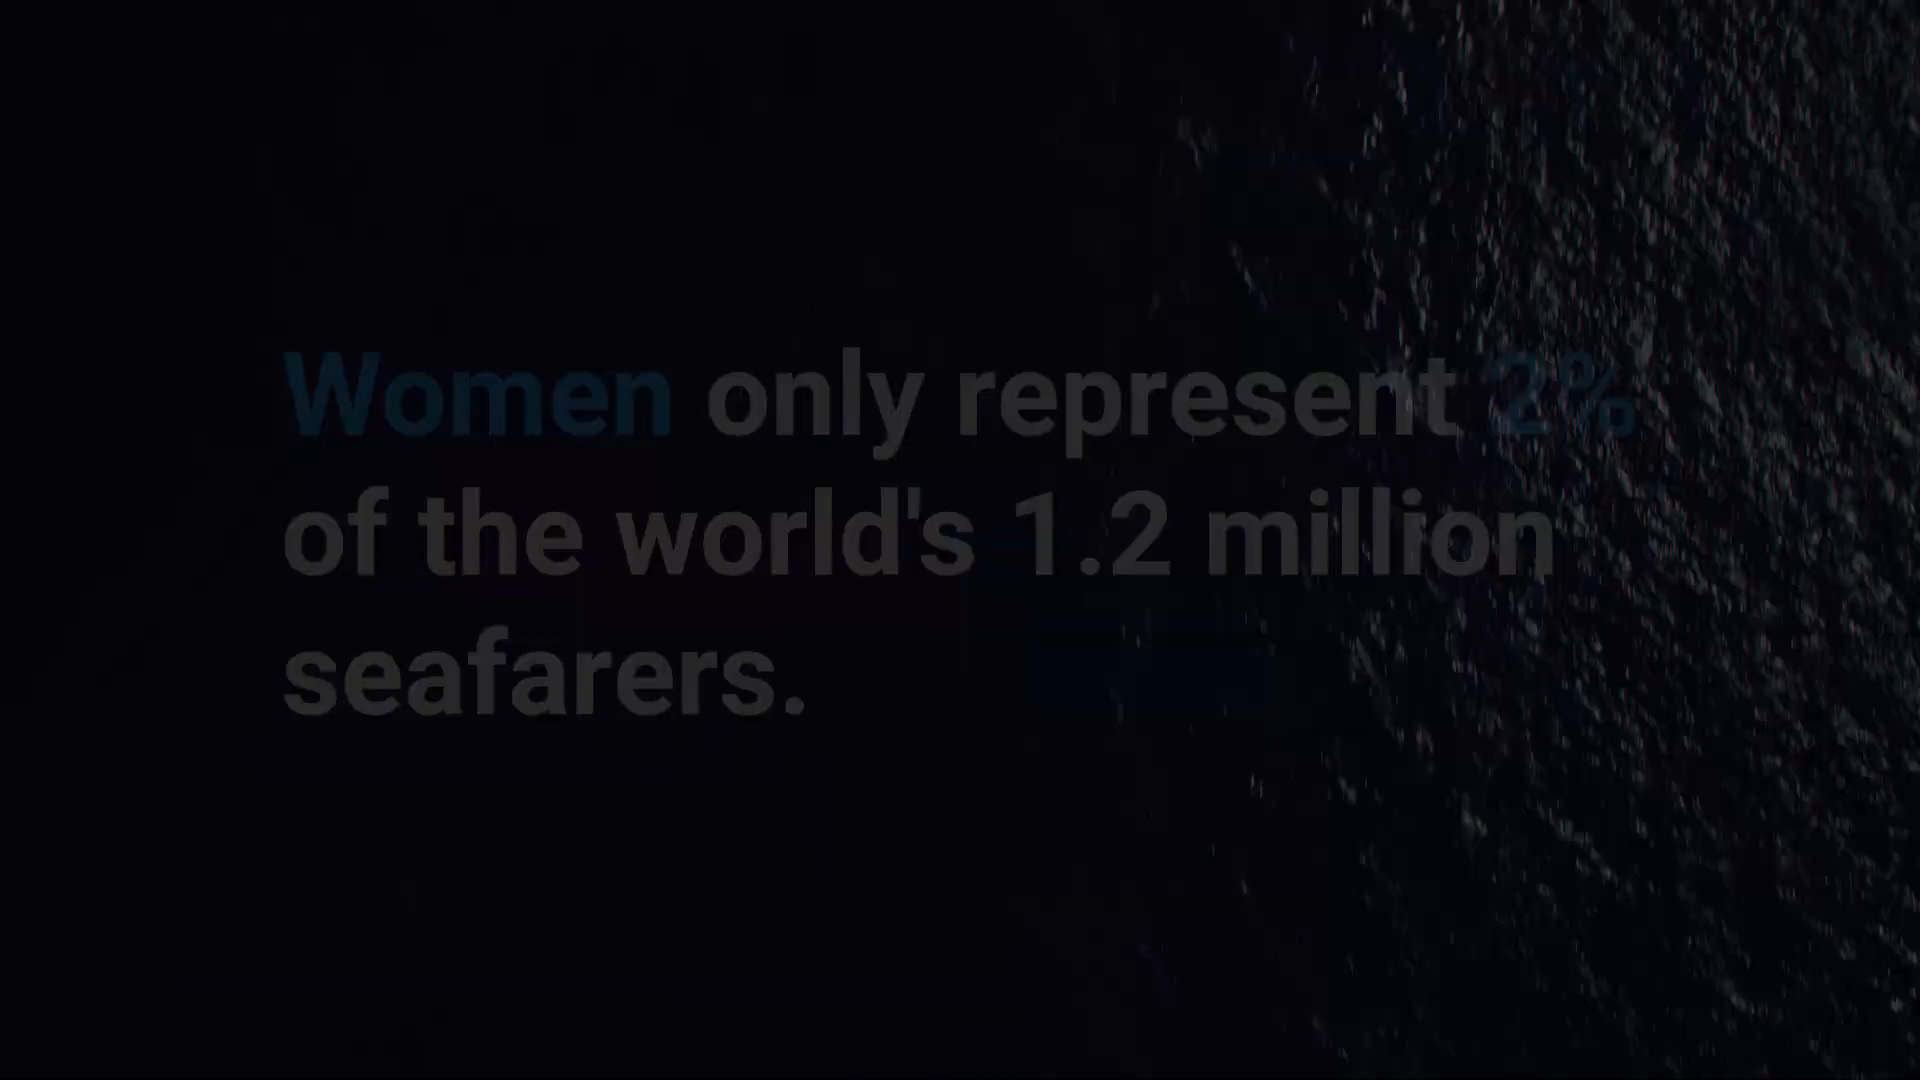 Women only represent 2%
of the world's 1.2 million
seafarers.